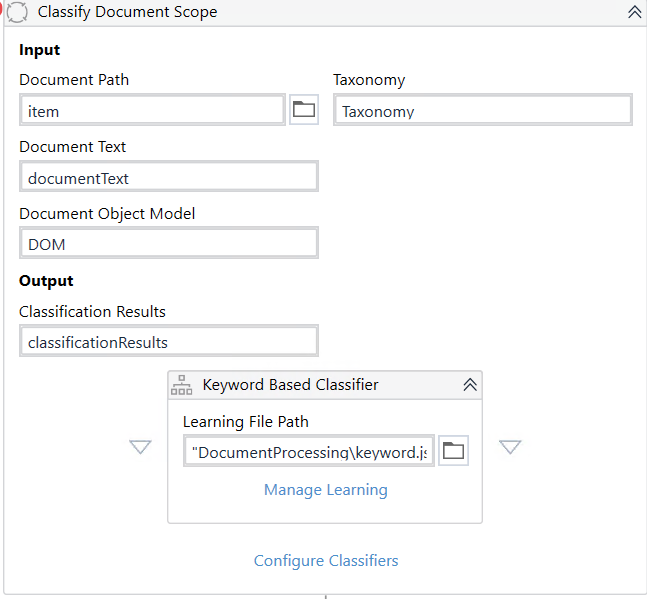 Classify Document Scope
Input
Document Path
Taxonomy
item
Taxonomy
Document Text
documentText
Document Object Model
DOM
Output
Classification Results
classificationResults
Keyword Based Classifier
Learning File Path
"DocumentProcessing\keyword.js
Manage Learning
Configure Classifiers